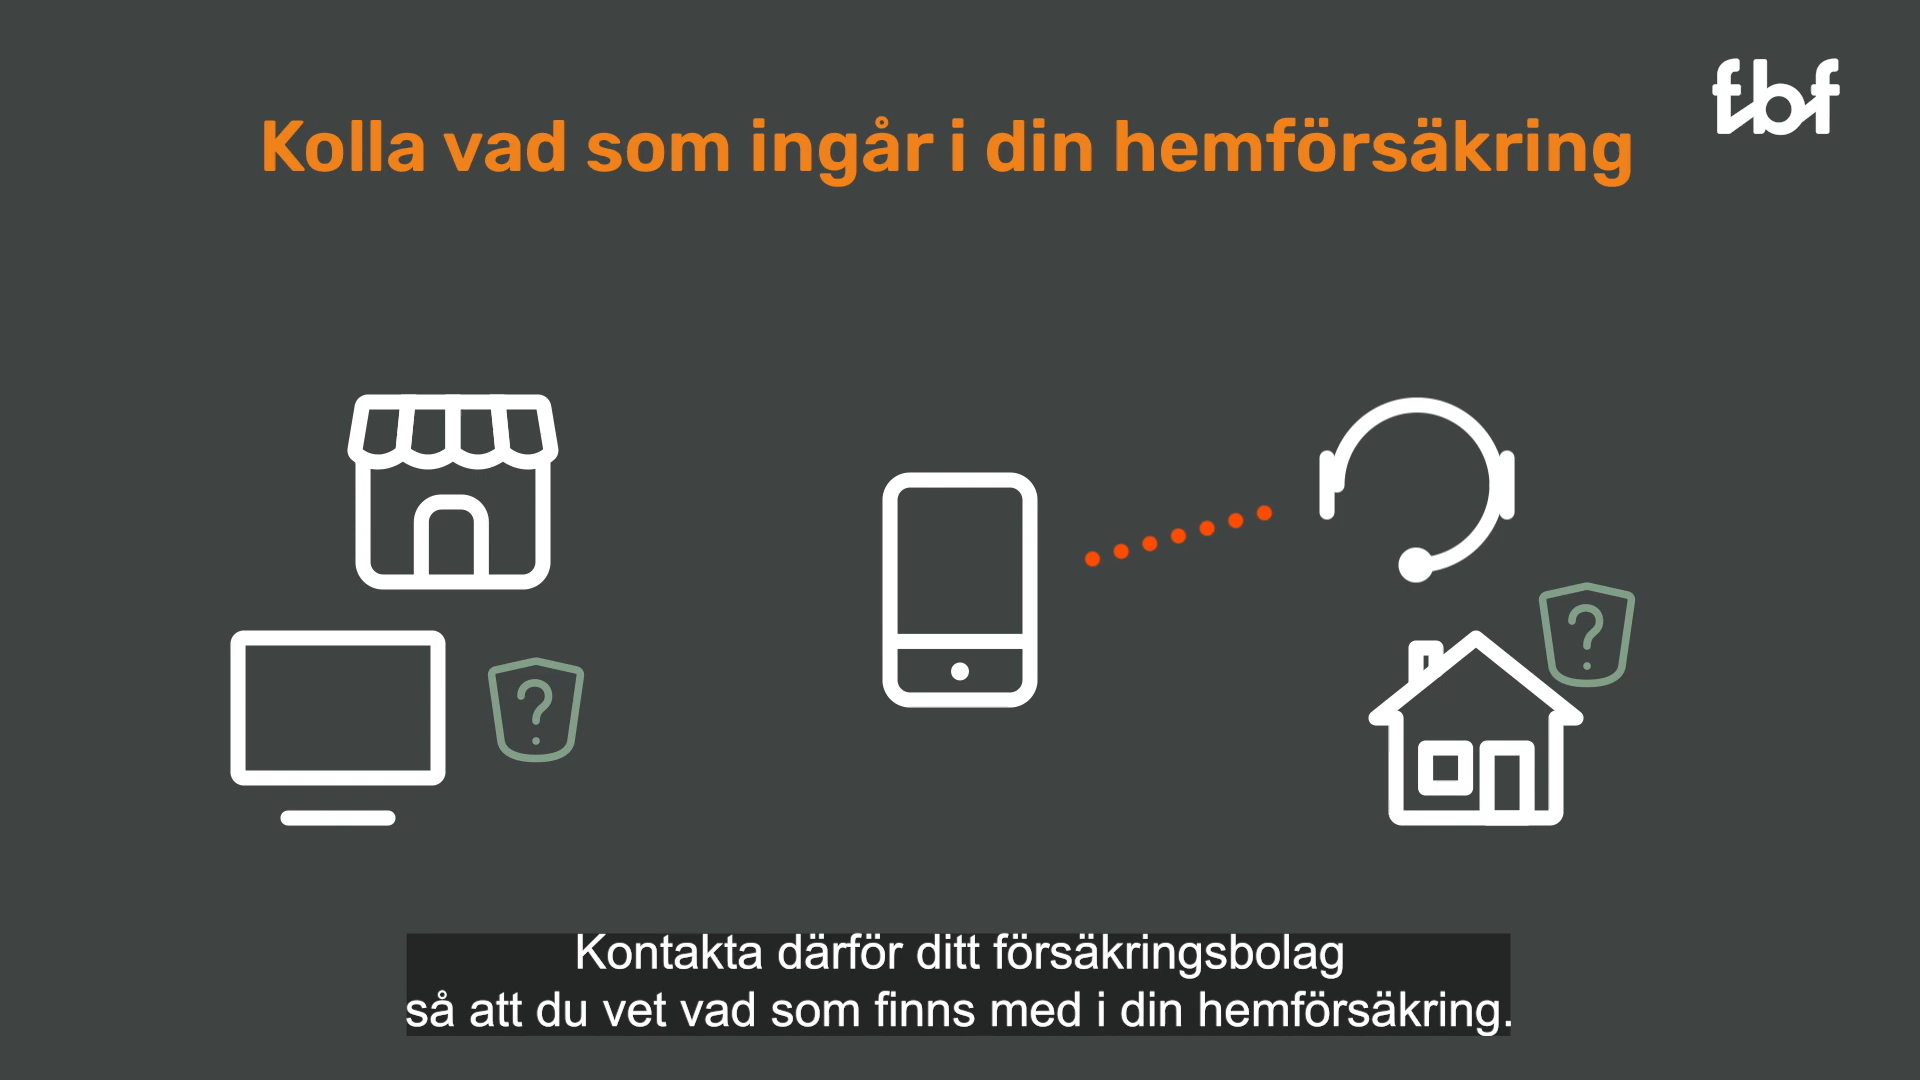 fbf
Kolla vad som ingår i din hemförsäkring
?
?
Kontakta därför ditt försäkringsbolag
så att du vet vad som finns med i din hemförsäkring.